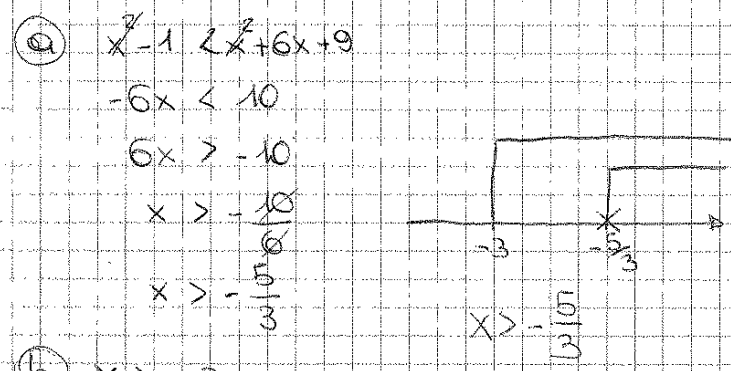 a x² - 1 < x² + 6x + 9
-6x < 10
6x > -10
x > - 10/6
x > - 5/3
-3 -5/3
x > - 5/3